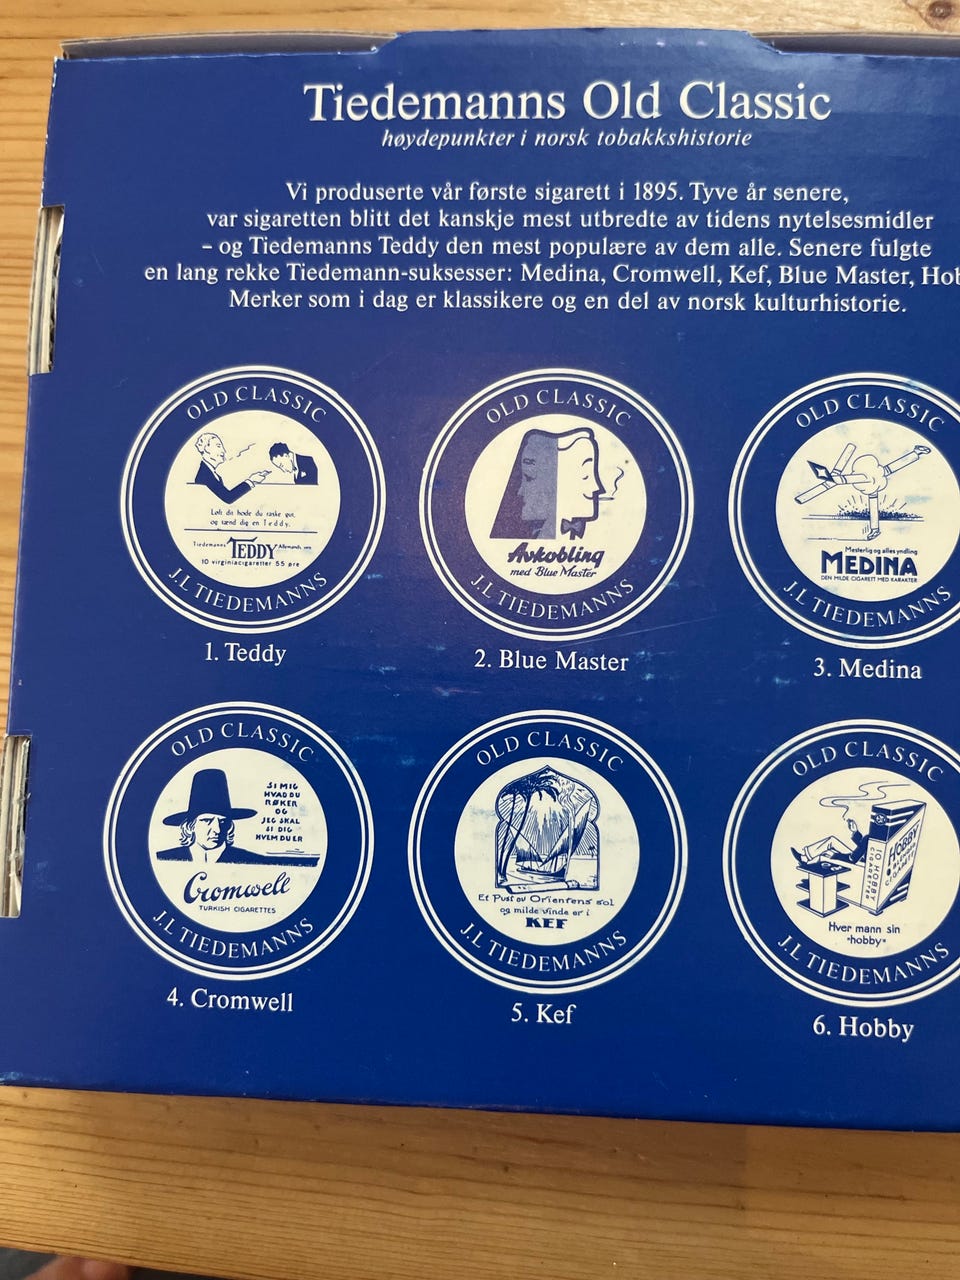 Tiedemanns Old Classic
høydepunkter i norsk tobakkshistorie
Vi produserte vår første sigarett i 1895. Tyve år senere,
var sigaretten blitt det kanskje mest utbredte av tidens nytelsesmidler
– og Tiedemanns Teddy den mest populære av dem alle. Senere fulgte
en lang rekke Tiedemann-suksesser: Medina, Cromwell, Kef, Blue Master, Hob
Merker som i dag er klassikere og en del av norsk kulturhistorie.
OLD CLASSIC
Løft dit hode du raske gut,
og tænd dig en Teddy.
Tiedemanns TEDDY
10 virginiacigaretter 55 øre
J.L TIEDEMANNS
1. Teddy
OLD CLASSIC
Avkobling
med Blue Master
J.L TIEDEMANNS
2. Blue Master
OLD CLASSIC
Mesterlig og alles yndling
MEDINA
DEN MILDE CIGARETT MED KARAKTER
J.L TIEDEMANNS
3. Medina
OLD CLASSIC
SI MIG
HVAD DU
RØKER
OG
JEG SKAL
SI DIG
HVEM DU ER
Cromwell
TURKISH CIGARETTES
J.L TIEDEMANNS
4. Cromwell
OLD CLASSIC
Et Pust av Orientens sol
og milde vinde er i
KEF
J.L TIEDEMANNS
5. Kef
OLD CLASSIC
HOBBY
10 HOBBY
CIGARETTER
Hver mann sin
"hobby"
J.L TIEDEMANNS
6. Hobby